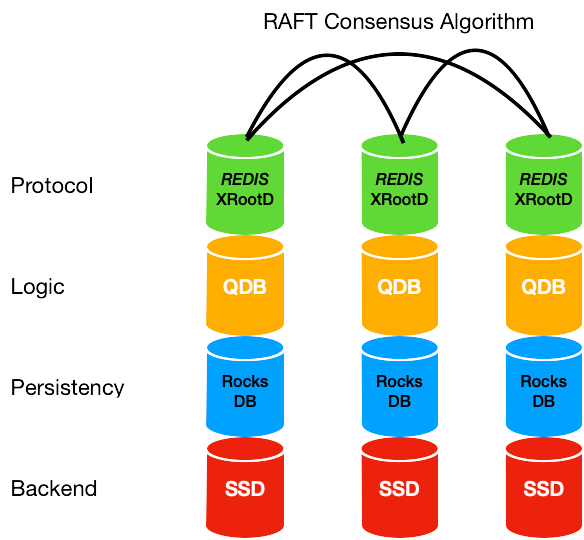 RAFT Consensus Algorithm
Protocol
REDIS
XRootD
REDIS
XRootD
REDIS
XRootD
Logic
QDB
QDB
QDB
Persistency
Rocks
DB
Rocks
DB
Rocks
DB
Backend
SSD
SSD
SSD